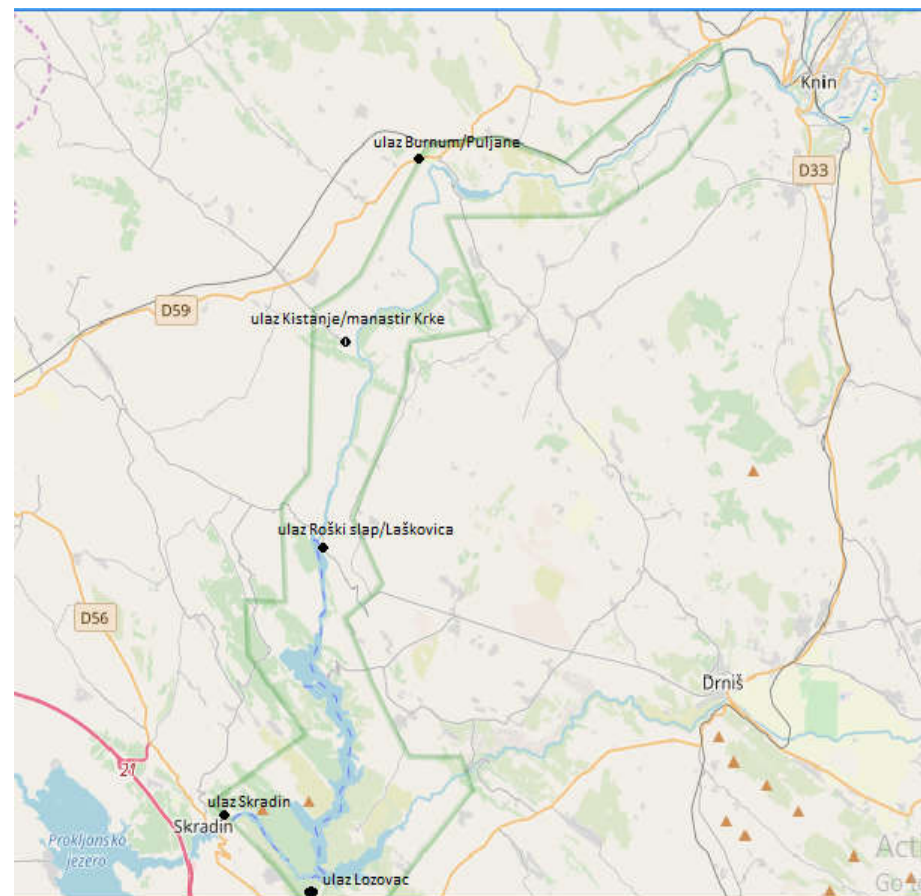 Knin
ulaz Burnum/Puljane
D33
D59
ulaz Kistanje/manastir Krke
ulaz Roški slap/Laškovica
D56
Drniš
21
ulaz Skradin
Skradin
Prokljansko
jezero
Act
Go t
ulaz Lozovac